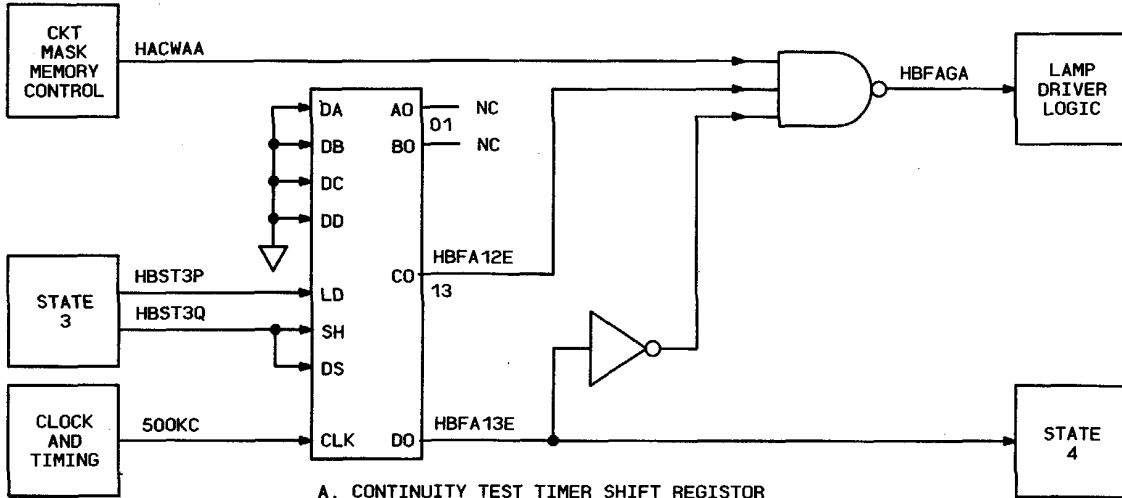 CKT
MASK
MEMORY
CONTROL
HACWAA
HBFAGA
LAMP
DRIVER
LOGIC
DA
AO
NC
01
DB
BO
NC
DC
DD
HBFA12E
CO
13
STATE
3
HBST3P
LD
HBST3Q
SH
DS
CLOCK
AND
TIMING
500KC
CLK
DO
HBFA13E
STATE
4
A. CONTINUITY TEST TIMER SHIFT REGISTOR